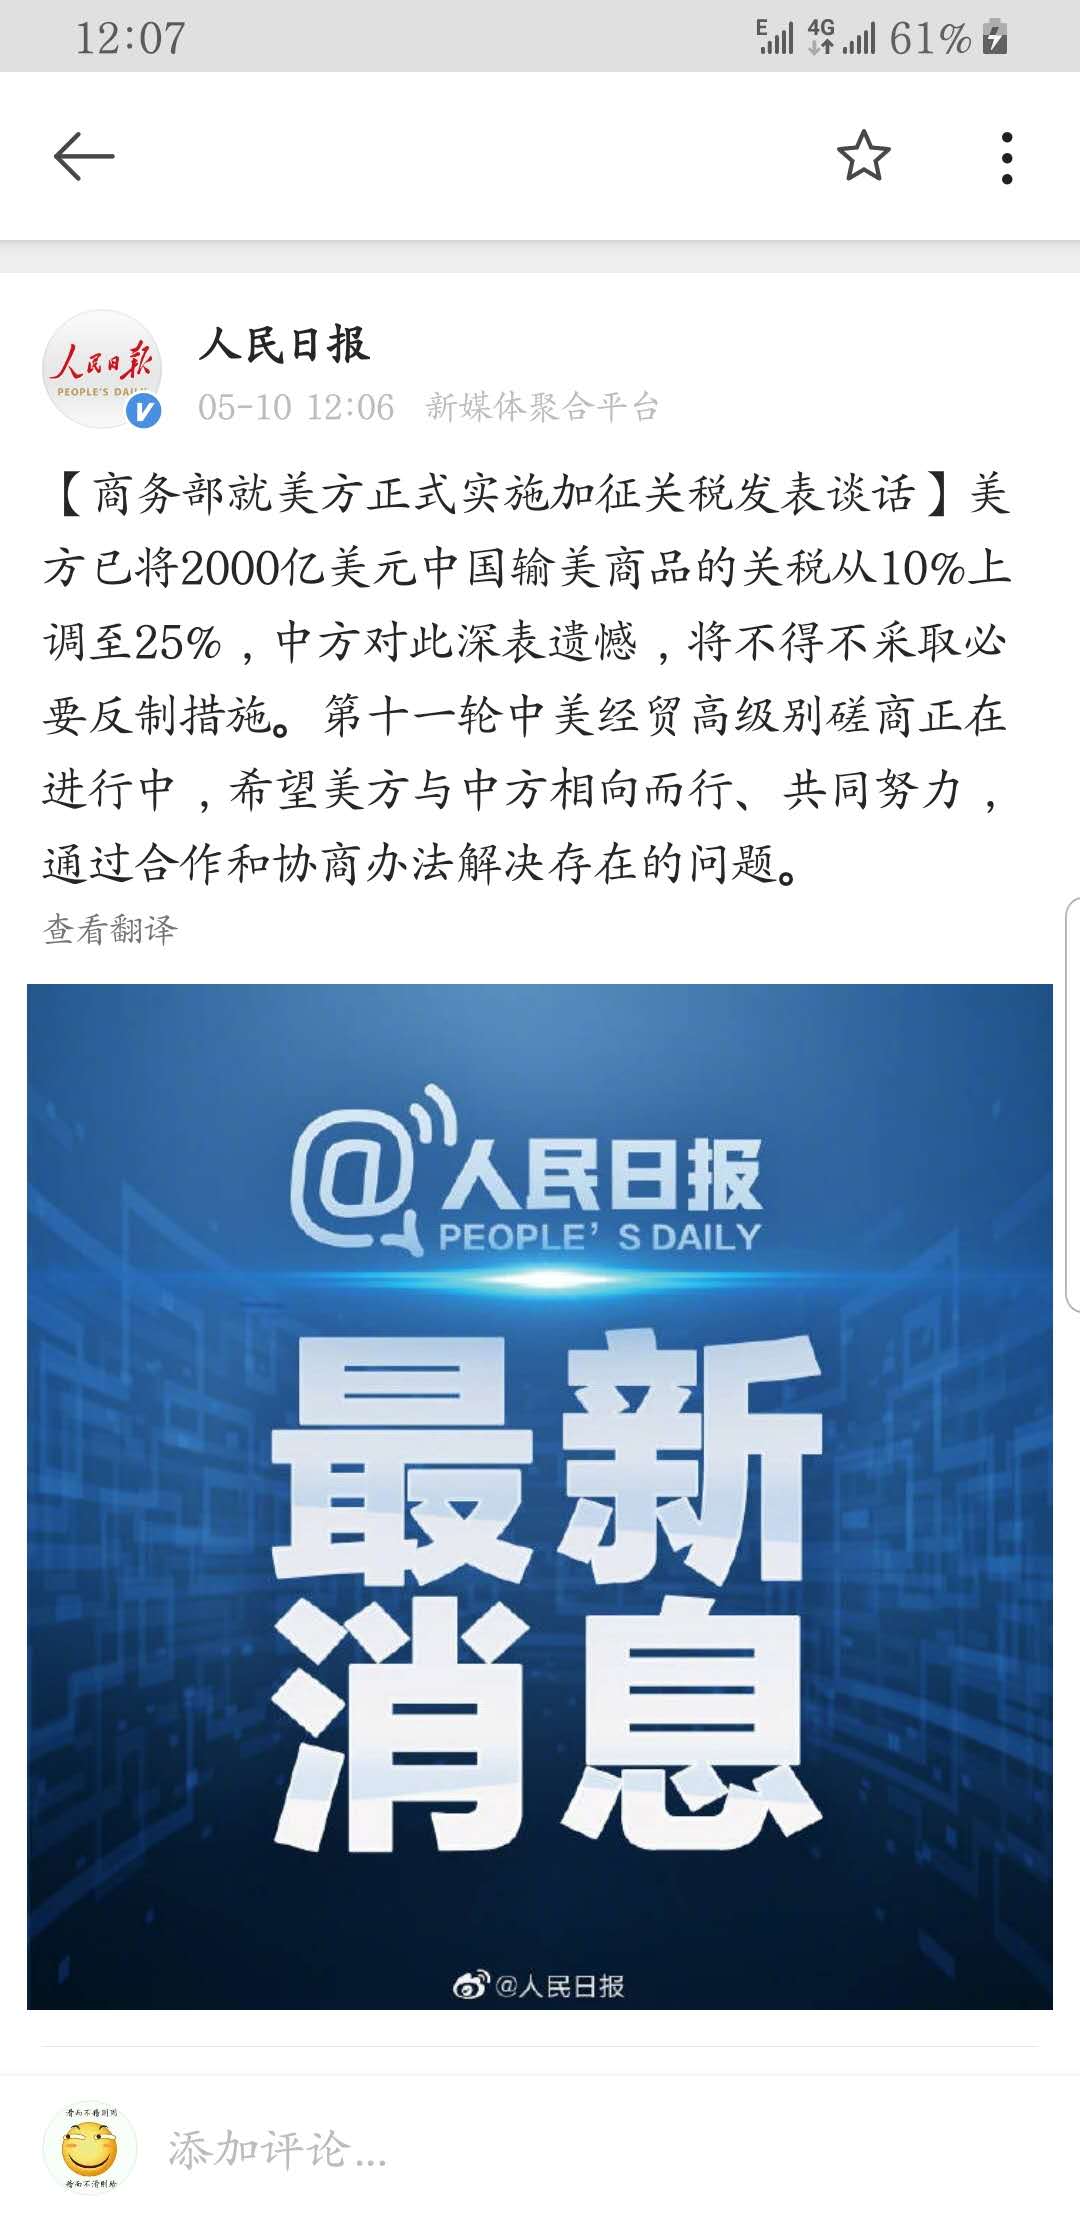 12:07
E 4G 61%
人民日报
PEOPLE'S DAILY
人民日报
05-10 12:06 新媒体聚合平台
【商务部就美方正式实施加征关税发表谈话】美
方已将2000亿美元中国输美商品的关税从10%上
调至25%，中方对此深表遗憾，将不得不采取必
要反制措施。第十一轮中美经贸高级别磋商正在
进行中，希望美方与中方相向而行、共同努力，
通过合作和协商办法解决存在的问题。
查看翻译
@人民日报
PEOPLE'S DAILY
最新
消息
@人民日报
添加评论...